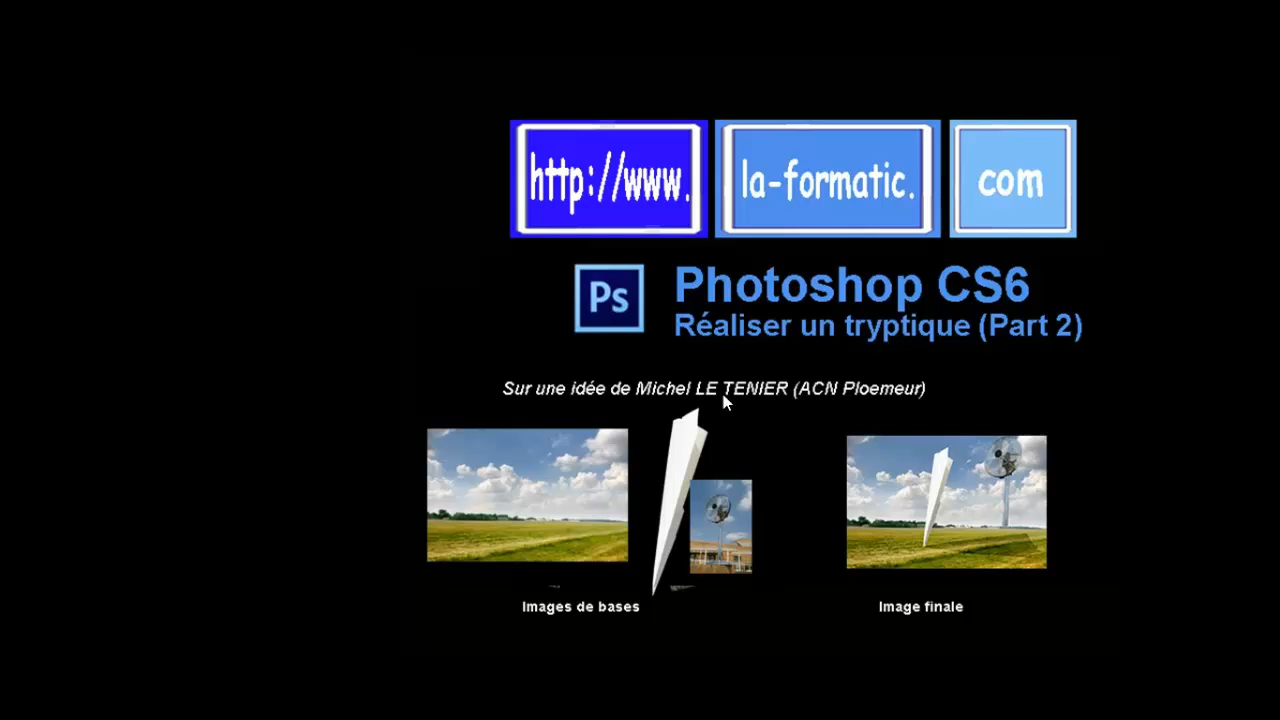 http://www. la-formatic. com
Ps
Photoshop CS6
Réaliser un tryptique (Part 2)
Sur une idée de Michel LE TENIER (ACN Ploemeur)
Images de bases
Image finale